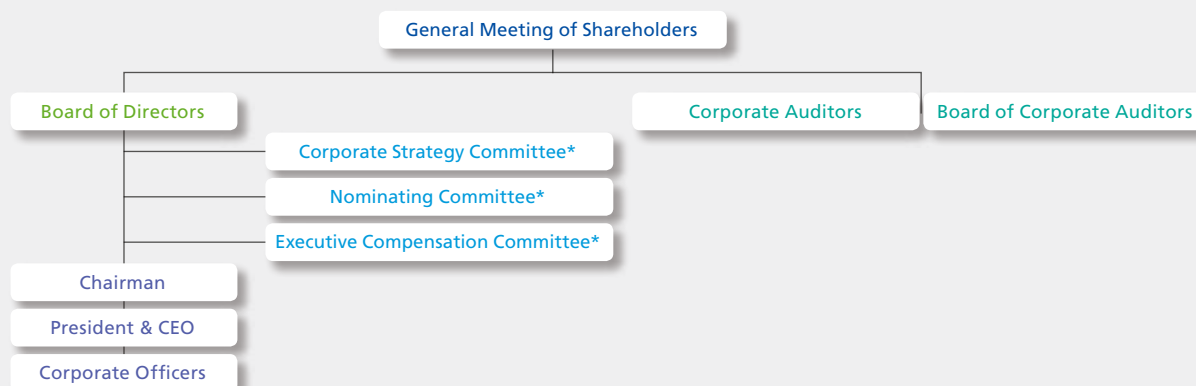 General Meeting of Shareholders
Board of Directors
Corporate Auditors
Board of Corporate Auditors
Corporate Strategy Committee*
Nominating Committee*
Executive Compensation Committee*
Chairman
President & CEO
Corporate Officers